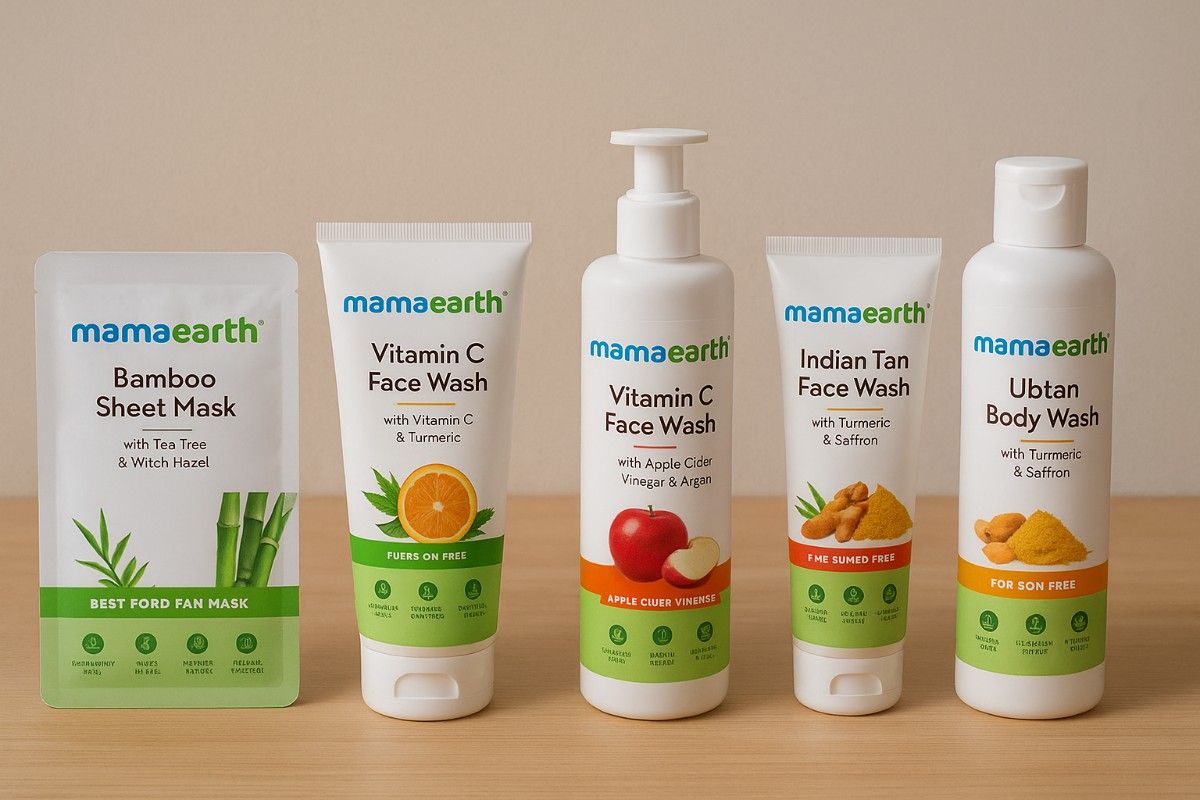 mamaearth®
Bamboo
Sheet Mask
with Tea Tree
& Witch Hazel
BEST FORD FAN MASK
mamaearth®
Vitamin C
Face Wash
with Vitamin C
& Turmeric
FUERS ON FREE
mamaearth®
Vitamin C
Face Wash
with Apple Cider
Vinegar & Argan
APPLE CIUER VINENSE
mamaearth®
Indian Tan
Face Wash
with Turmeric
& Saffron
F ME SUMED FREE
mamaearth®
Ubtan
Body Wash
with Turrmeric
& Saffron
FOR SON FREE